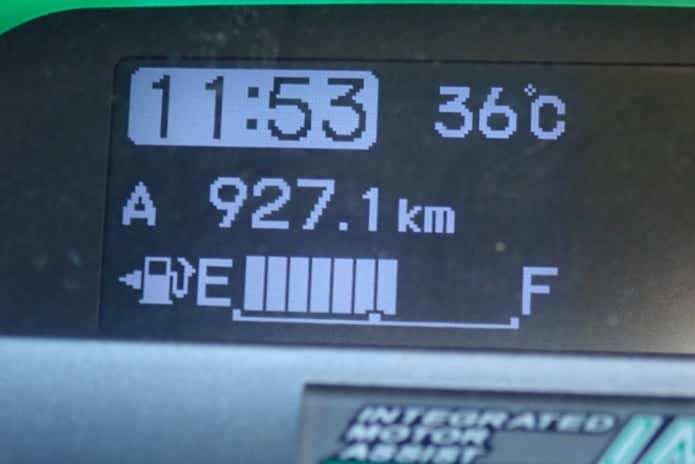 11:53 36°C
A 927.1 km
E F
INTEGRATED
MOTOR
ASSIST